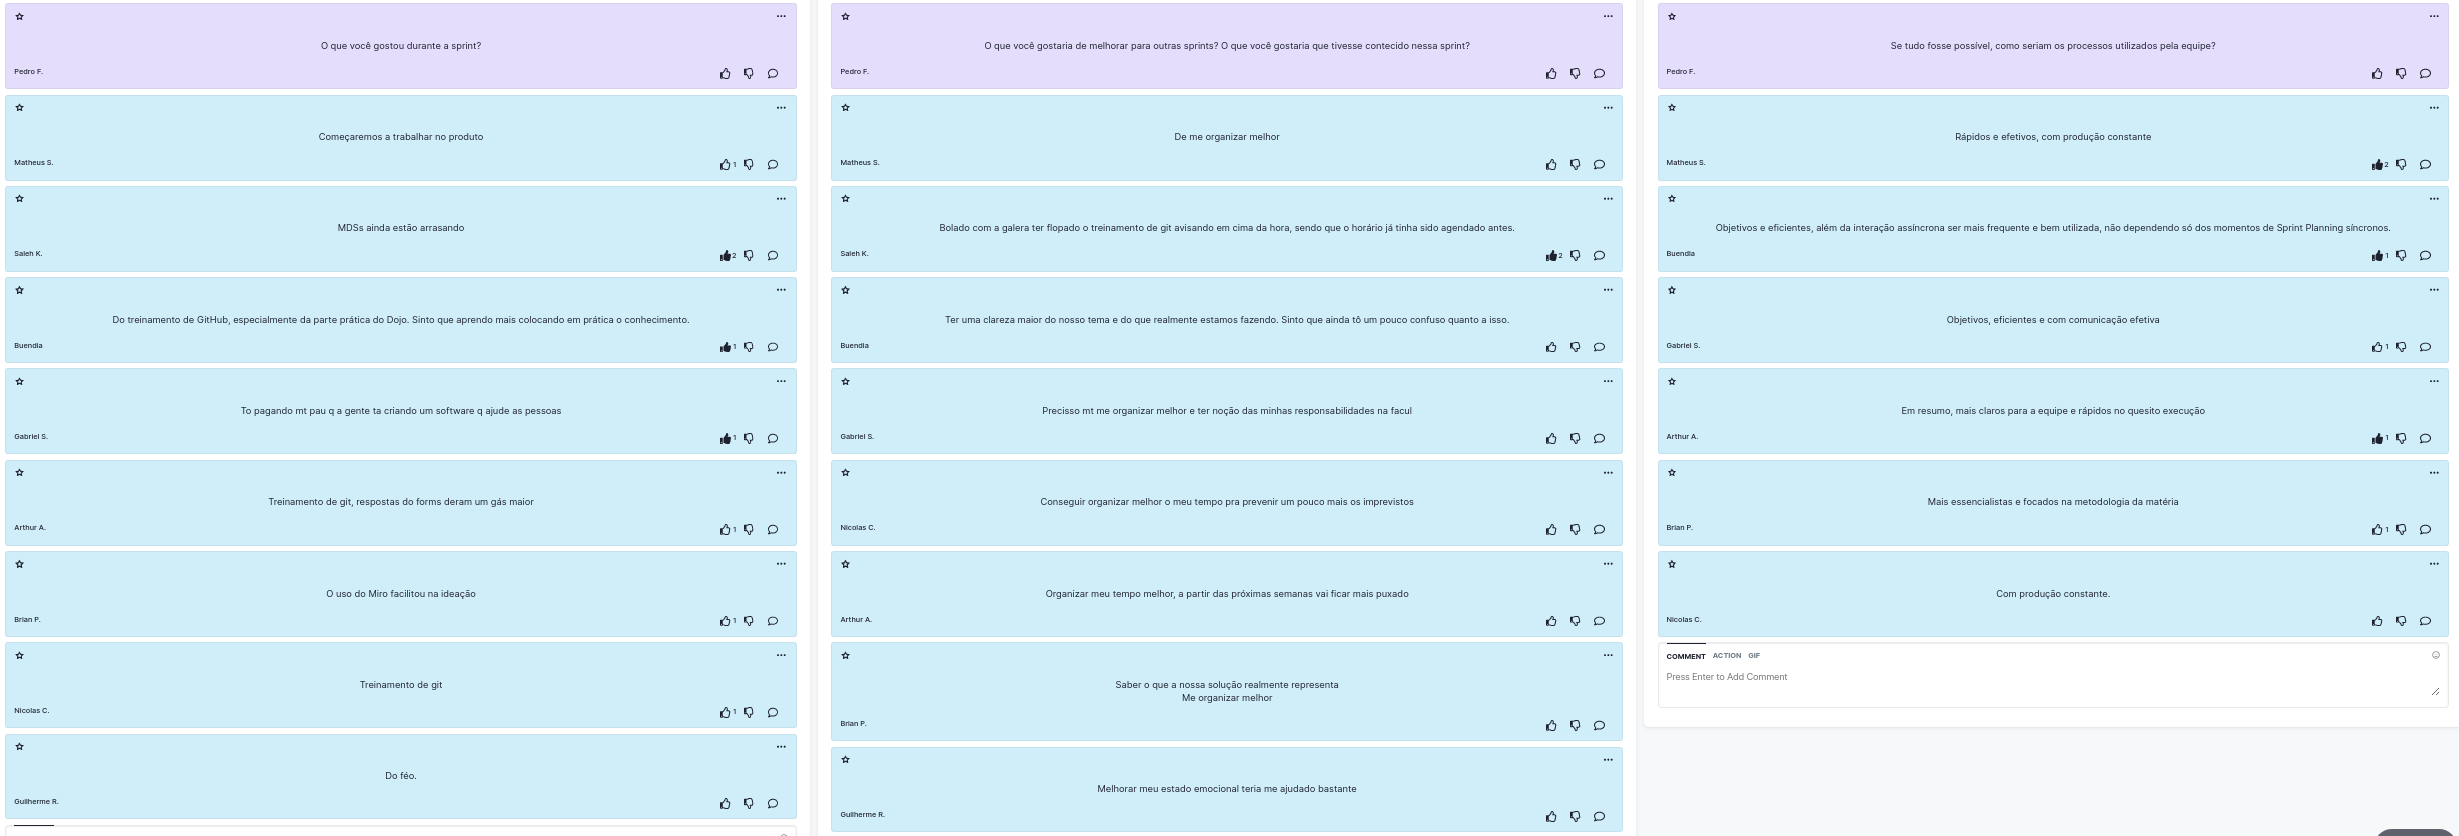 O que você gostou durante a sprint?
Pedro F.
Começaremos a trabalhar no produto
Matheus S.
1
MDSs ainda estão arrasando
Saleh K.
2
Do treinamento de GitHub, especialmente da parte prática do Dojo. Sinto que aprendo mais colocando em prática o conhecimento.
Buendia
1
To pagando mt pau q a gente ta criando um software q ajude as pessoas
Gabriel S.
1
Treinamento de git, respostas do forms deram um gás maior
Arthur A.
1
O uso do Miro facilitou na ideação
Brian P.
1
Treinamento de git
Nicolas C.
1
Do féo.
Guilherme R.
O que você gostaria de melhorar para outras sprints? O que você gostaria que tivesse contecido nessa sprint?
Pedro F.
De me organizar melhor
Matheus S.
Bolado com a galera ter flopado o treinamento de git avisando em cima da hora, sendo que o horário já tinha sido agendado antes.
Saleh K.
2
Ter uma clareza maior do nosso tema e do que realmente estamos fazendo. Sinto que ainda tô um pouco confuso quanto a isso.
Buendia
Precisso mt me organizar melhor e ter noção das minhas responsabilidades na facul
Gabriel S.
Conseguir organizar melhor o meu tempo pra prevenir um pouco mais os imprevistos
Nicolas C.
Organizar meu tempo melhor, a partir das próximas semanas vai ficar mais puxado
Arthur A.
Saber o que a nossa solução realmente representa
Me organizar melhor
Brian P.
Melhorar meu estado emocional teria me ajudado bastante
Guilherme R.
Se tudo fosse possível, como seriam os processos utilizados pela equipe?
Pedro F.
Rápidos e efetivos, com produção constante
Matheus S.
2
Objetivos e eficientes, além da interação assíncrona ser mais frequente e bem utilizada, não dependendo só dos momentos de Sprint Planning síncronos.
Buendia
1
Objetivos, eficientes e com comunicação efetiva
Gabriel S.
1
Em resumo, mais claros para a equipe e rápidos no quesito execução
Arthur A.
1
Mais essencialistas e focados na metodologia da matéria
Brian P.
1
Com produção constante.
Nicolas C.
COMMENT ACTION GIF
Press Enter to Add Comment